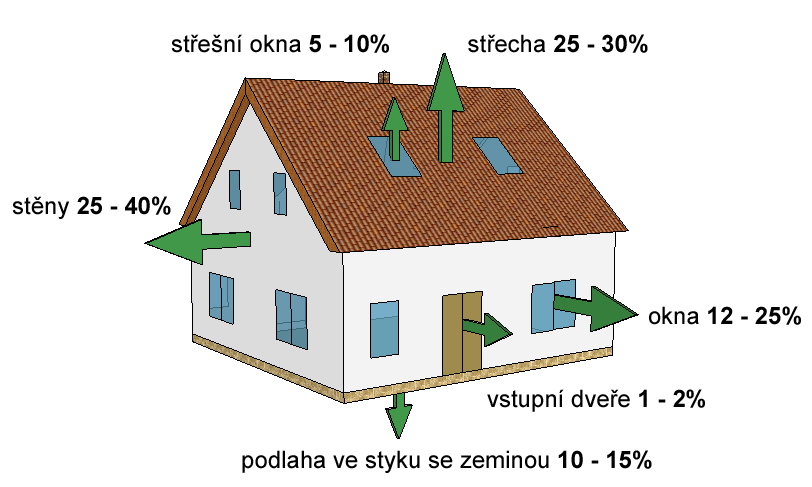 střešní okna 5 - 10%
střecha 25 - 30%
stěny 25 - 40%
okna 12 - 25%
vstupní dveře 1 - 2%
podlaha ve styku se zeminou 10 - 15%